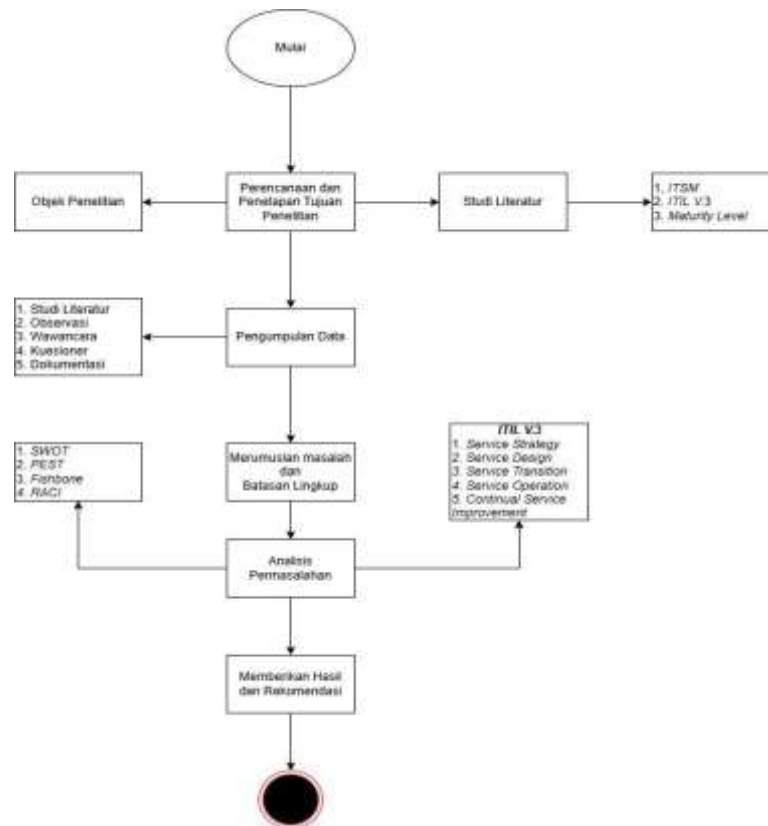 Mulai
Objek Penelitian
Perencanaan dan
Penetapan Tujuan
Penelitian
Studi Literatur
1. ITSM
2. ITIL V.3
3. Maturity Level
1. Studi Literatur
2. Observasi
3. Wawancara
4. Kuesioner
5. Dokumentasi
Pengumpulan Data
1. SWOT
2. PEST
3. Fishbone
4. RACI
Merumuslan masalah
dan
Batasan Lingkup
ITIL V.3
1. Service Strategy
2. Service Design
3. Service Transition
4. Service Operation
5. Continual Service
Improvement
Analisis
Permasalahan
Memberikan Hasil
dan Rekomendasi